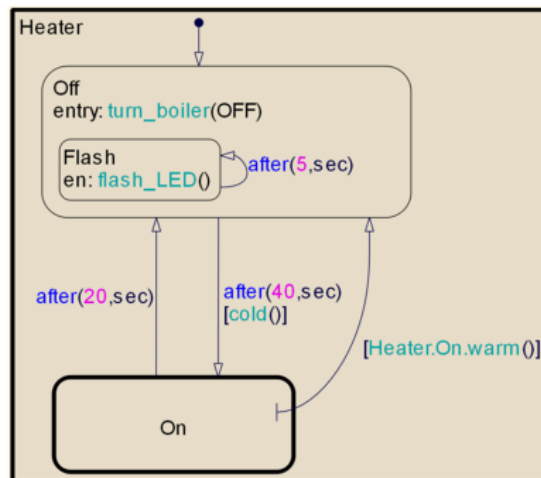 Heater
Off
entry: turn_boiler(OFF)
Flash
en: flash_LED()
after(5,sec)
after(20,sec)
after(40,sec)
[cold()]
[Heater.On.warm()]
On